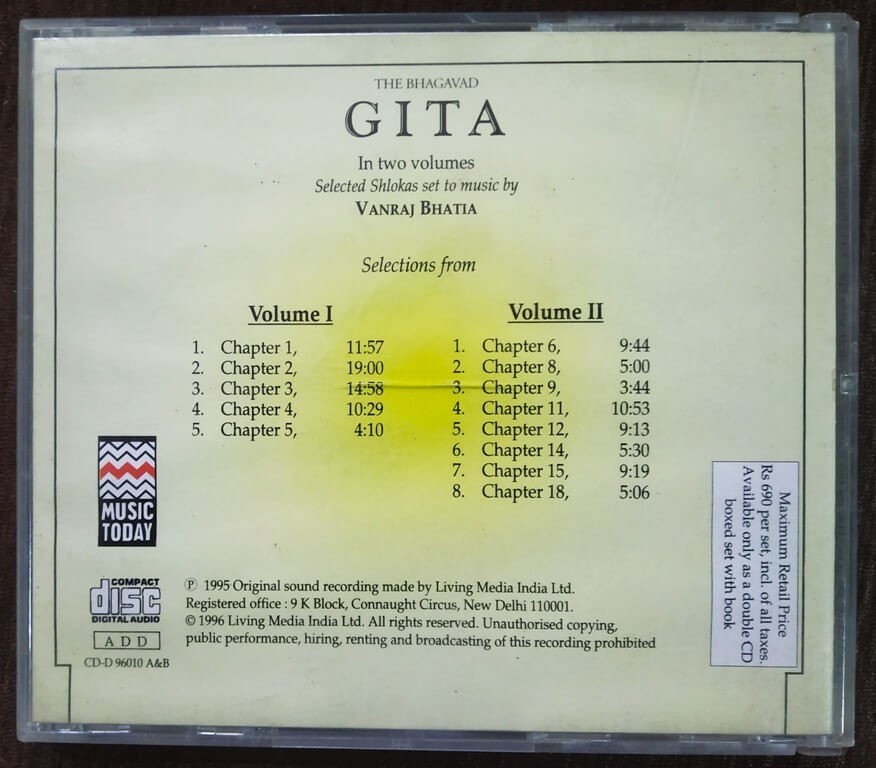 THE BHAGAVAD
GITA
In two volumes
Selected Shlokas set to music by
VANRAJ BHATIA
Selections from
Volume I
1. Chapter 1, 11:57
2. Chapter 2, 19:00
3. Chapter 3, 14:58
4. Chapter 4, 10:29
5. Chapter 5, 4:10
Volume II
1. Chapter 6, 9:44
2. Chapter 8, 5:00
3. Chapter 9, 3:44
4. Chapter 11, 10:53
5. Chapter 12, 9:13
6. Chapter 14, 5:30
7. Chapter 15, 9:19
8. Chapter 18, 5:06
MUSIC
TODAY
Maximum Retail Price
Rs 690 per set, incl. of all taxes.
Available only as a double CD
boxed set with book
COMPACT
disc
DIGITAL AUDIO
ADD
CD-D 96010 A&B
℗ 1995 Original sound recording made by Living Media India Ltd.
Registered office : 9 K Block, Connaught Circus, New Delhi 110001.
© 1996 Living Media India Ltd. All rights reserved. Unauthorised copying,
public performance, hiring, renting and broadcasting of this recording prohibited